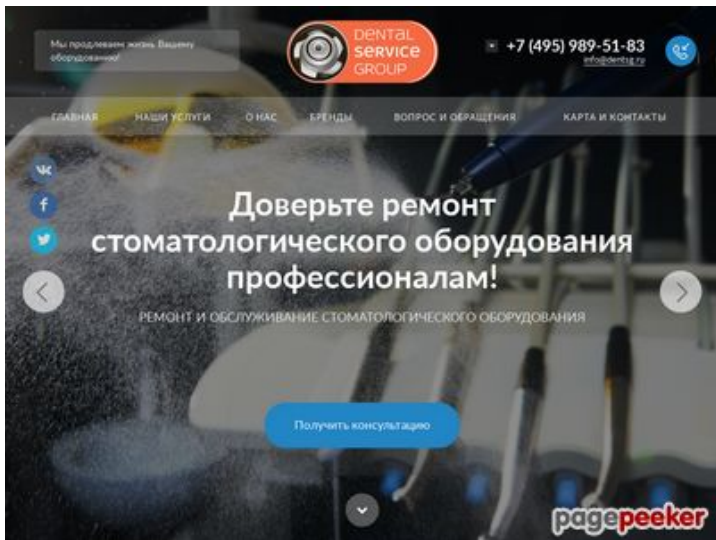 Мы продлеваем жизнь Вашему
оборудованию!
DENTAL
SERVICE
GROUP
+7 (495) 989-51-83
info@dentsg.ru
ГЛАВНАЯ НАШИ УСЛУГИ О НАС БРЕНДЫ ВОПРОС И ОБРАЩЕНИЯ КАРТА И КОНТАКТЫ
Доверьте ремонт
стоматологического оборудования
профессионалам!
РЕМОНТ И ОБСЛУЖИВАНИЕ СТОМАТОЛОГИЧЕСКОГО ОБОРУДОВАНИЯ
Получить консультацию
pagepeeker